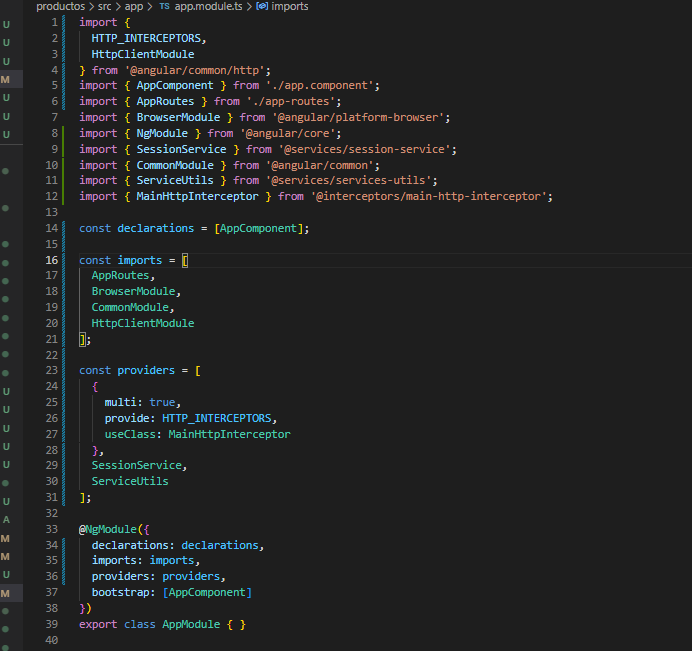 productos > src > app > TS app.module.ts > imports
1 import {
2   HTTP_INTERCEPTORS,
3   HttpClientModule
4 } from '@angular/common/http';
5 import { AppComponent } from './app.component';
6 import { AppRoutes } from './app-routes';
7 import { BrowserModule } from '@angular/platform-browser';
8 import { NgModule } from '@angular/core';
9 import { SessionService } from '@services/session-service';
10 import { CommonModule } from '@angular/common';
11 import { ServiceUtils } from '@services/services-utils';
12 import { MainHttpInterceptor } from '@interceptors/main-http-interceptor';
13
14 const declarations = [AppComponent];
15
16 const imports = [
17   AppRoutes,
18   BrowserModule,
19   CommonModule,
20   HttpClientModule
21 ];
22
23 const providers = [
24   {
25     multi: true,
26     provide: HTTP_INTERCEPTORS,
27     useClass: MainHttpInterceptor
28   },
29   SessionService,
30   ServiceUtils
31 ];
32
33 @NgModule({
34   declarations: declarations,
35   imports: imports,
36   providers: providers,
37   bootstrap: [AppComponent]
38 })
39 export class AppModule { }
40
U
U
U
M
U
U
U
U
U
U
U
U
U
A
M
M
U
M